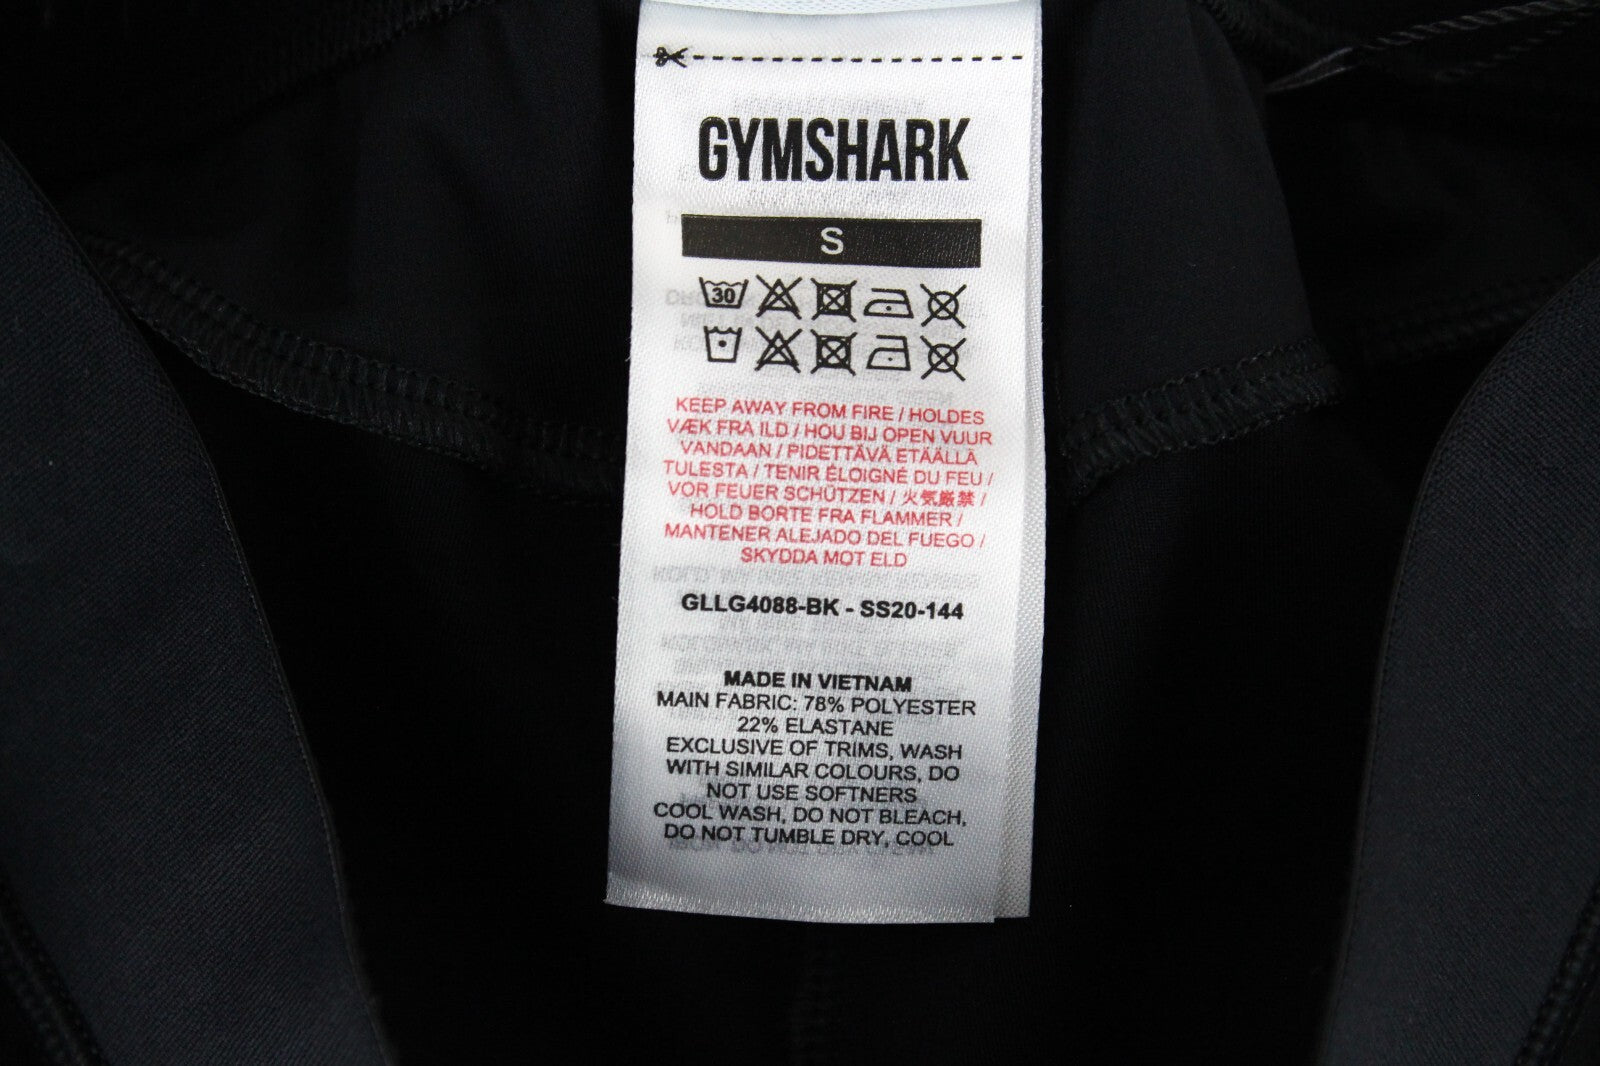 GYMSHARK
S
30
KEEP AWAY FROM FIRE / HOLDES
VÆK FRA ILD / HOU BIJ OPEN VUUR
VANDAAN / PIDETTÄVÄ ETÄÄLLÄ
TULESTA / TENIR ÉLOIGNÉ DU FEU /
VOR FEUER SCHÜTZEN / 火気厳禁 /
HOLD BORTE FRA FLAMMER /
MANTENER ALEJADO DEL FUEGO /
SKYDDA MOT ELD
GLLG4088-BK - SS20-144
MADE IN VIETNAM
MAIN FABRIC: 78% POLYESTER
22% ELASTANE
EXCLUSIVE OF TRIMS, WASH
WITH SIMILAR COLOURS, DO
NOT USE SOFTNERS
COOL WASH, DO NOT BLEACH,
DO NOT TUMBLE DRY, COOL